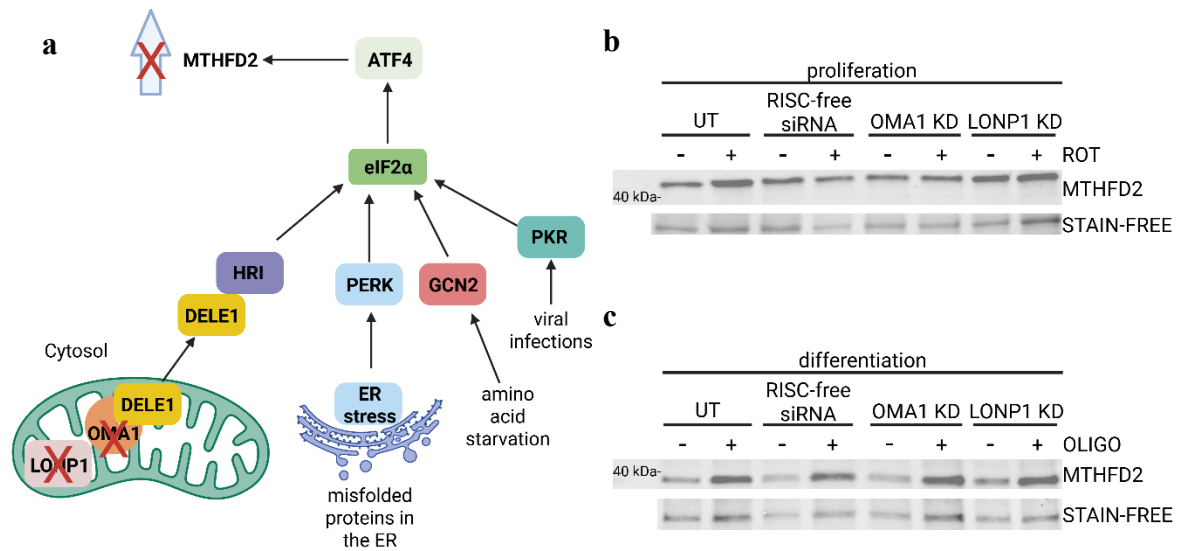 a
MTHFD2
ATF4
eIF2α
PKR
HRI
PERK
GCN2
DELE1
viral
infections
Cytosol
DELE1
OMA1
LONP1
ER
stress
amino
acid
starvation
misfolded
proteins in
the ER
b
proliferation
UT
RISC-free
siRNA
OMA1 KD
LONP1 KD
- + - + - + - + ROT
40 kDa-
MTHFD2
STAIN-FREE
c
differentiation
UT
RISC-free
siRNA
OMA1 KD
LONP1 KD
- + - + - + - + OLIGO
40 kDa-
MTHFD2
STAIN-FREE